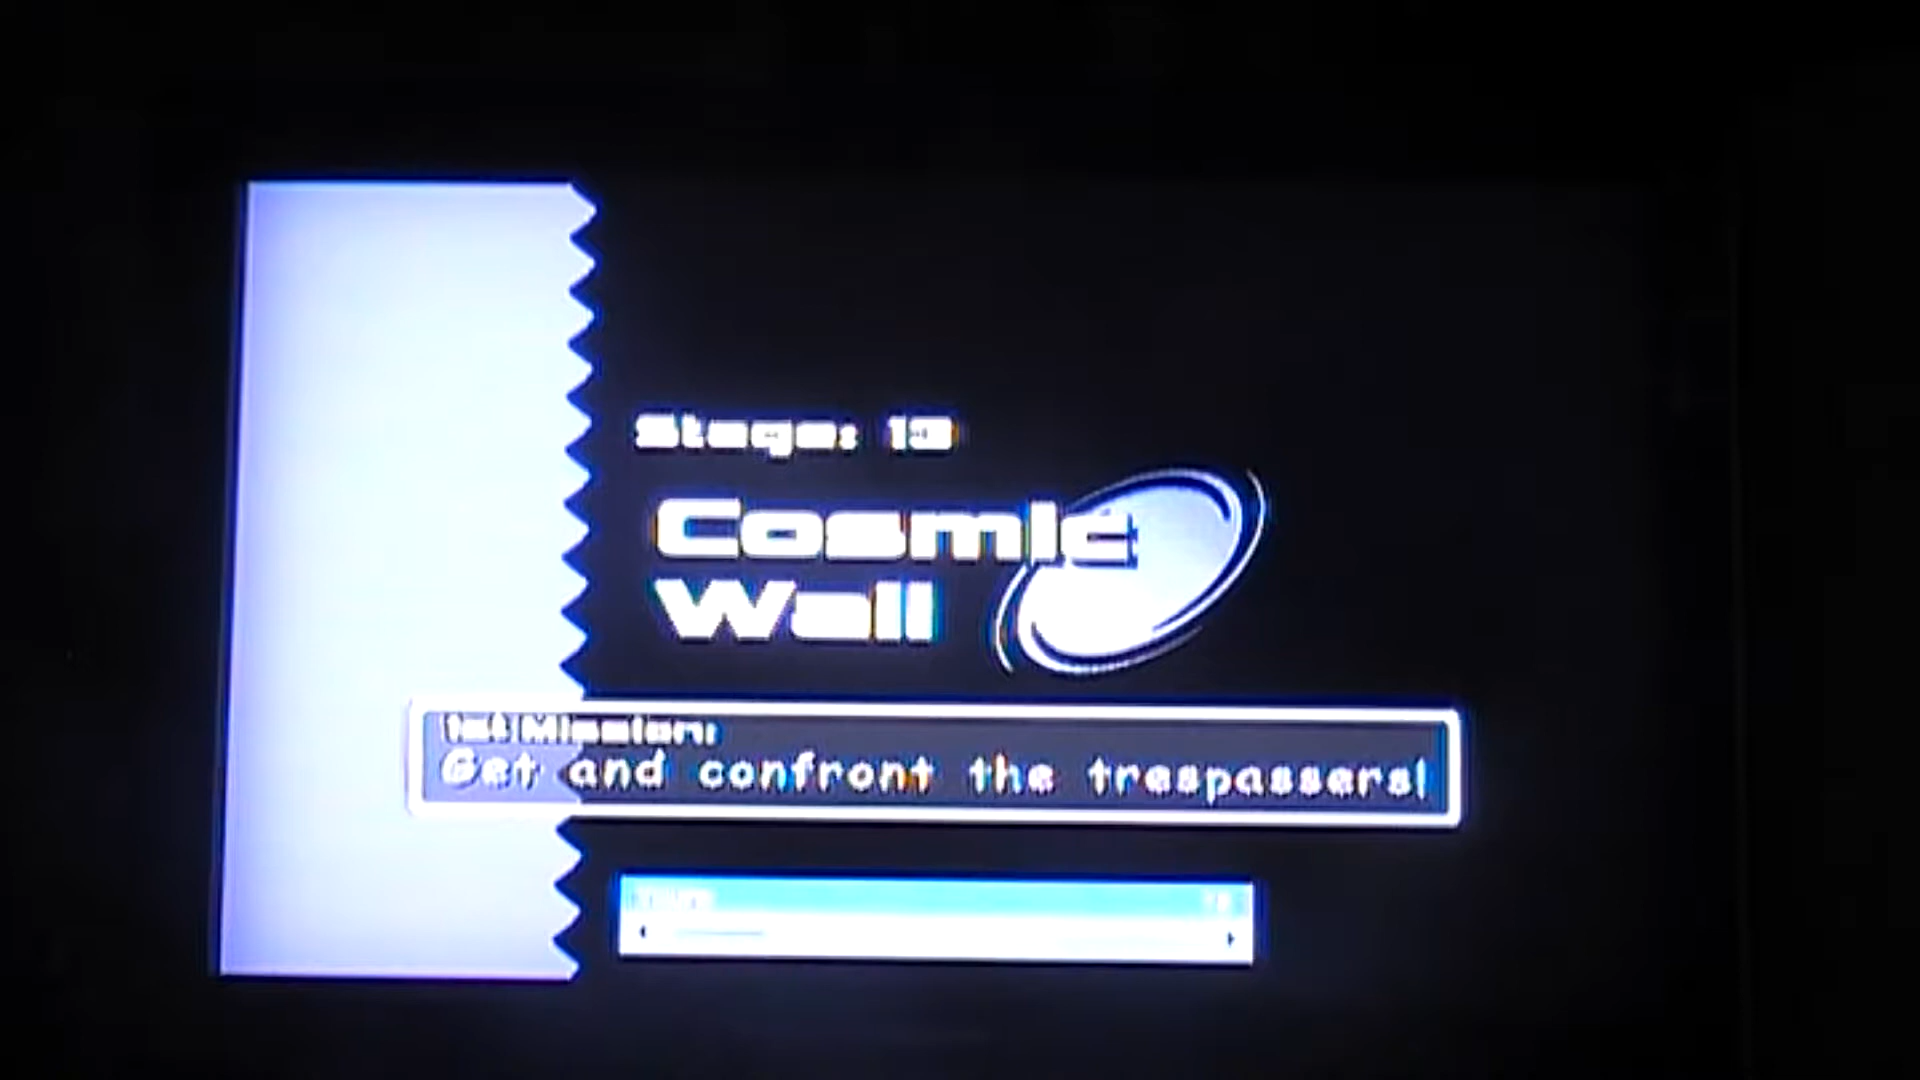 Stage: 13
Cosmic
Wall
1st Mission:
Get and confront the trespassers!